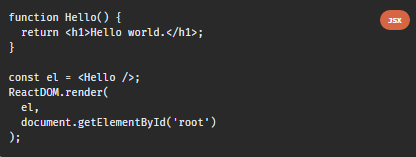 function Hello() {
  return <h1>Hello world.</h1>;
}
JSX
const el = <Hello />;
ReactDOM.render(
  el,
  document.getElementById('root')
);